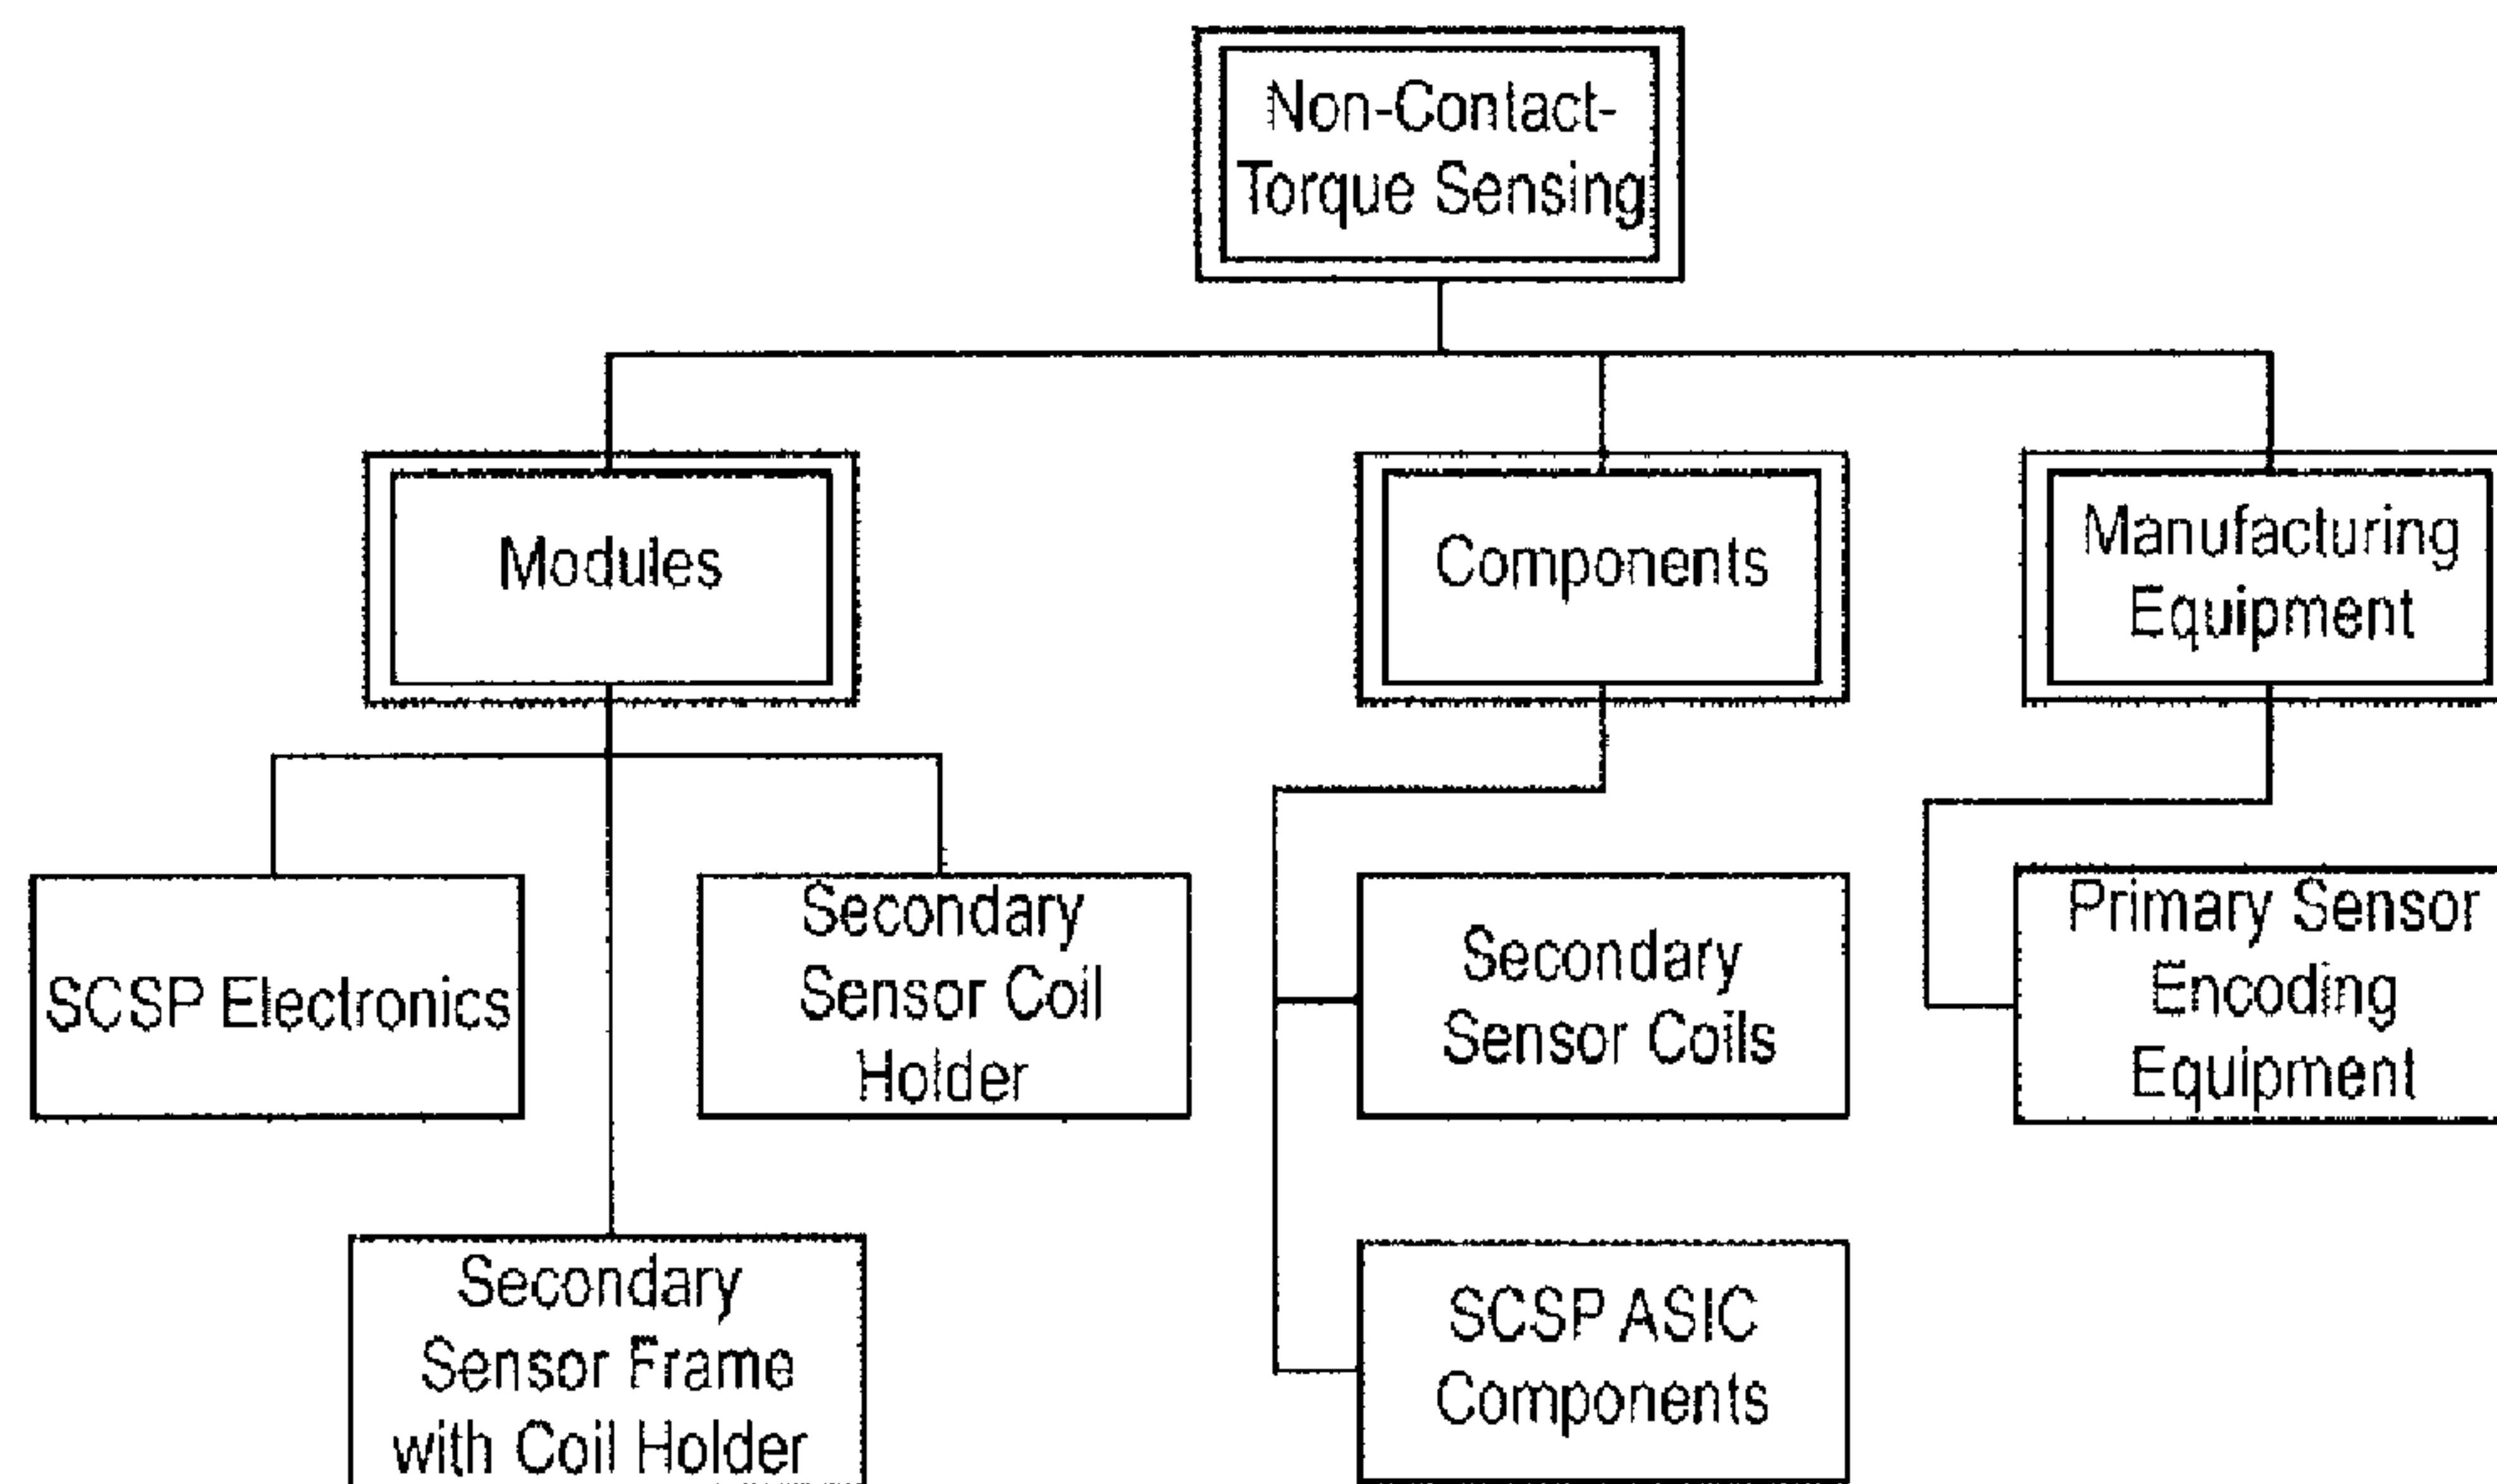 Non-Contact-
Torque Sensing
Modules
Components
Manufacturing
Equipment
SCSP Electronics
Secondary
Sensor Coil
Holder
Secondary
Sensor Coils
Primary Sensor
Encoding
Equipment
Secondary
Sensor Frame
with Coil Holder
SCSP ASIC
Components